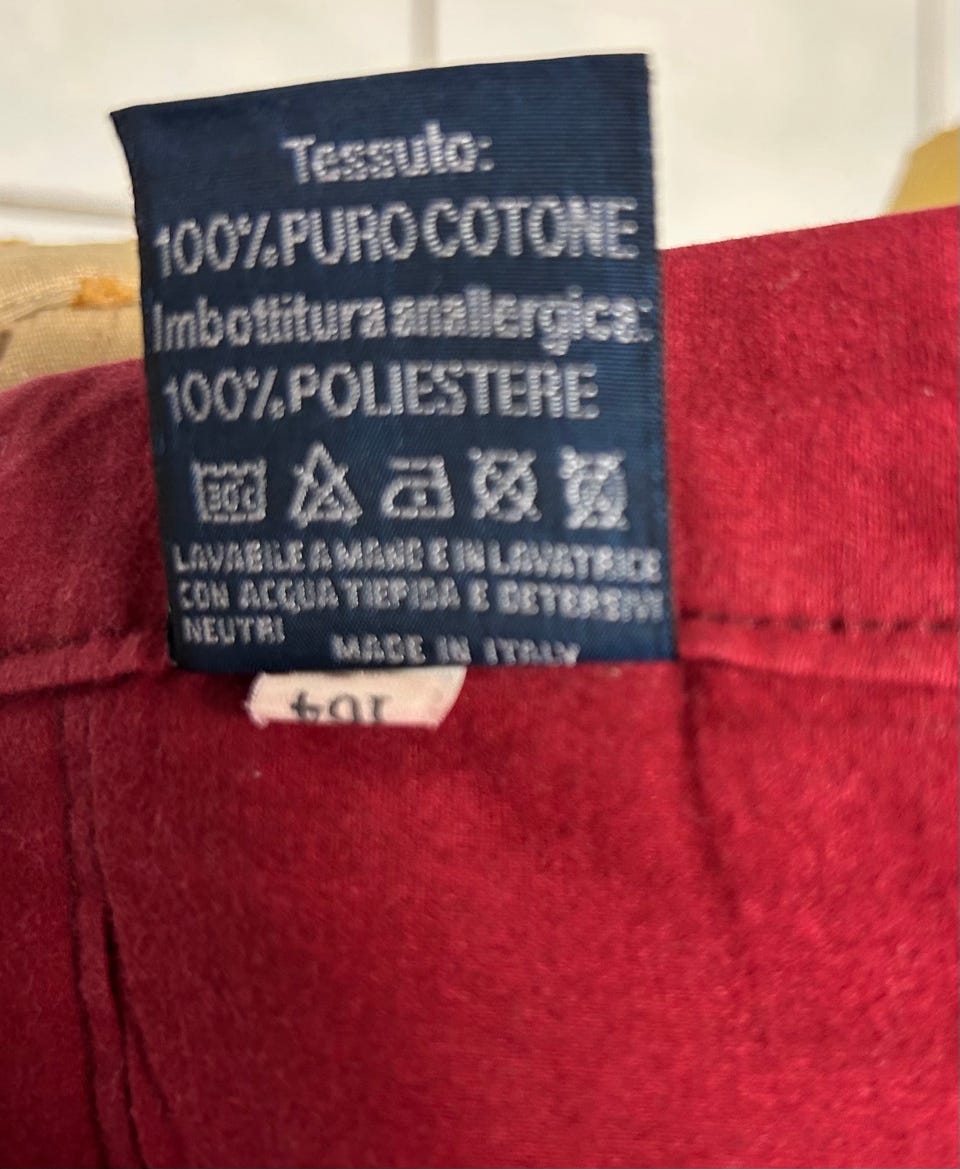 Tessuto:
100% PURO COTONE
Imbottitura anallergica:
100% POLIESTERE
30C
LAVABILE A MANO E IN LAVATRICE
CON ACQUA TIEPIDA E DETERSIVI
NEUTRI
MADE IN ITALY
104